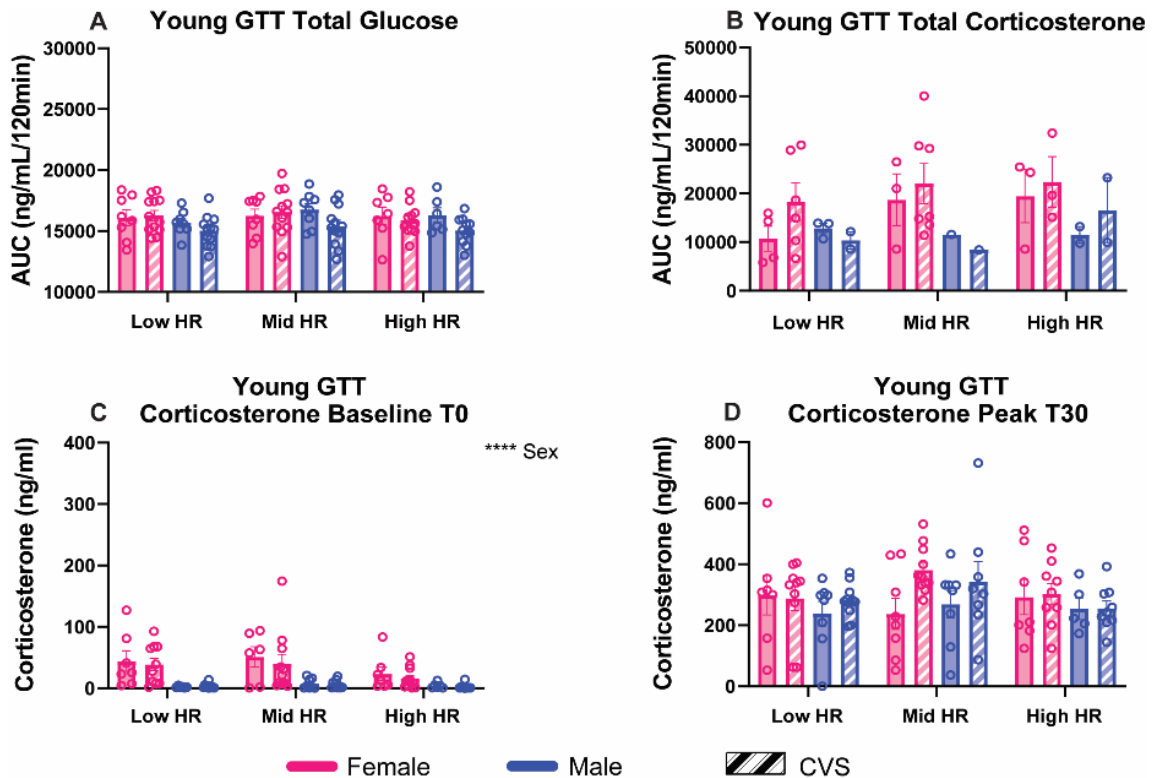 A Young GTT Total Glucose
AUC (ng/mL/120min)
30000
25000
20000
15000
10000
Low HR Mid HR High HR
B Young GTT Total Corticosterone
AUC (ng/mL/120min)
50000
40000
30000
20000
10000
0
Low HR Mid HR High HR
Young GTT
C Corticosterone Baseline T0
**** Sex
Corticosterone (ng/ml)
400
300
200
100
0
Low HR Mid HR High HR
Young GTT
D Corticosterone Peak T30
Corticosterone (ng/ml)
800
600
400
200
0
Low HR Mid HR High HR
Female Male CVS